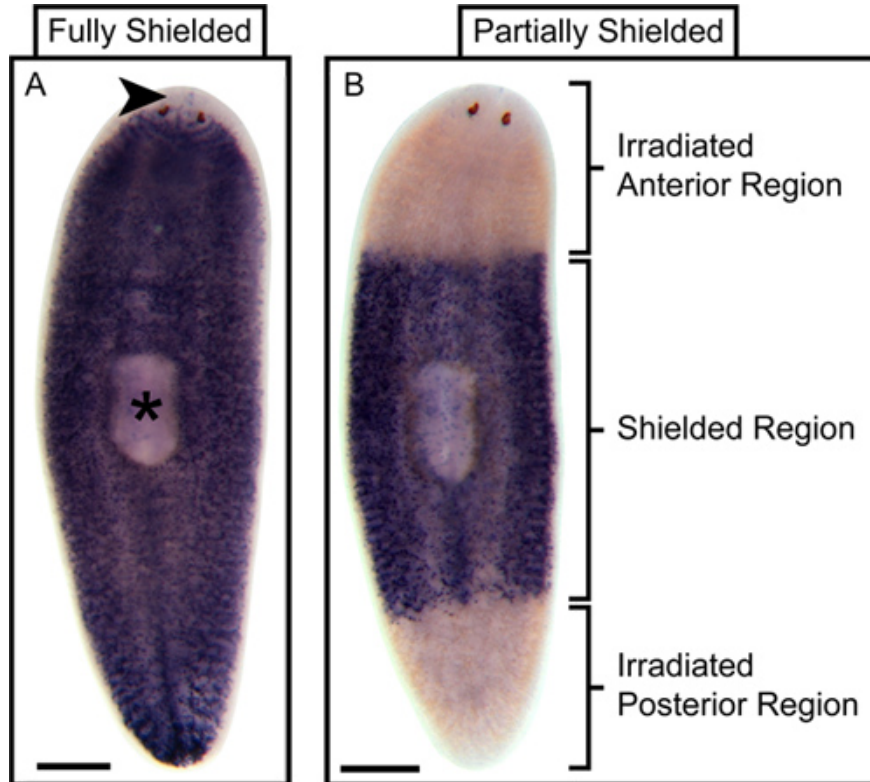 Fully Shielded
Partially Shielded
A
*
B
Irradiated
Anterior Region
Shielded Region
Irradiated
Posterior Region